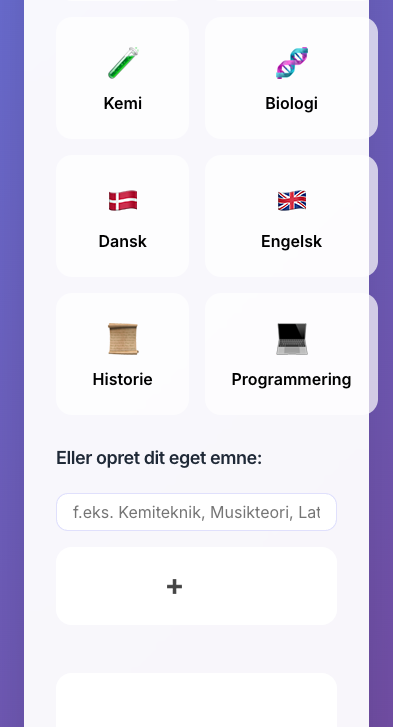 Kemi
Biologi
Dansk
Engelsk
Historie
Programmering
Eller opret dit eget emne:
f.eks. Kemiteknik, Musikteori, Lat
+